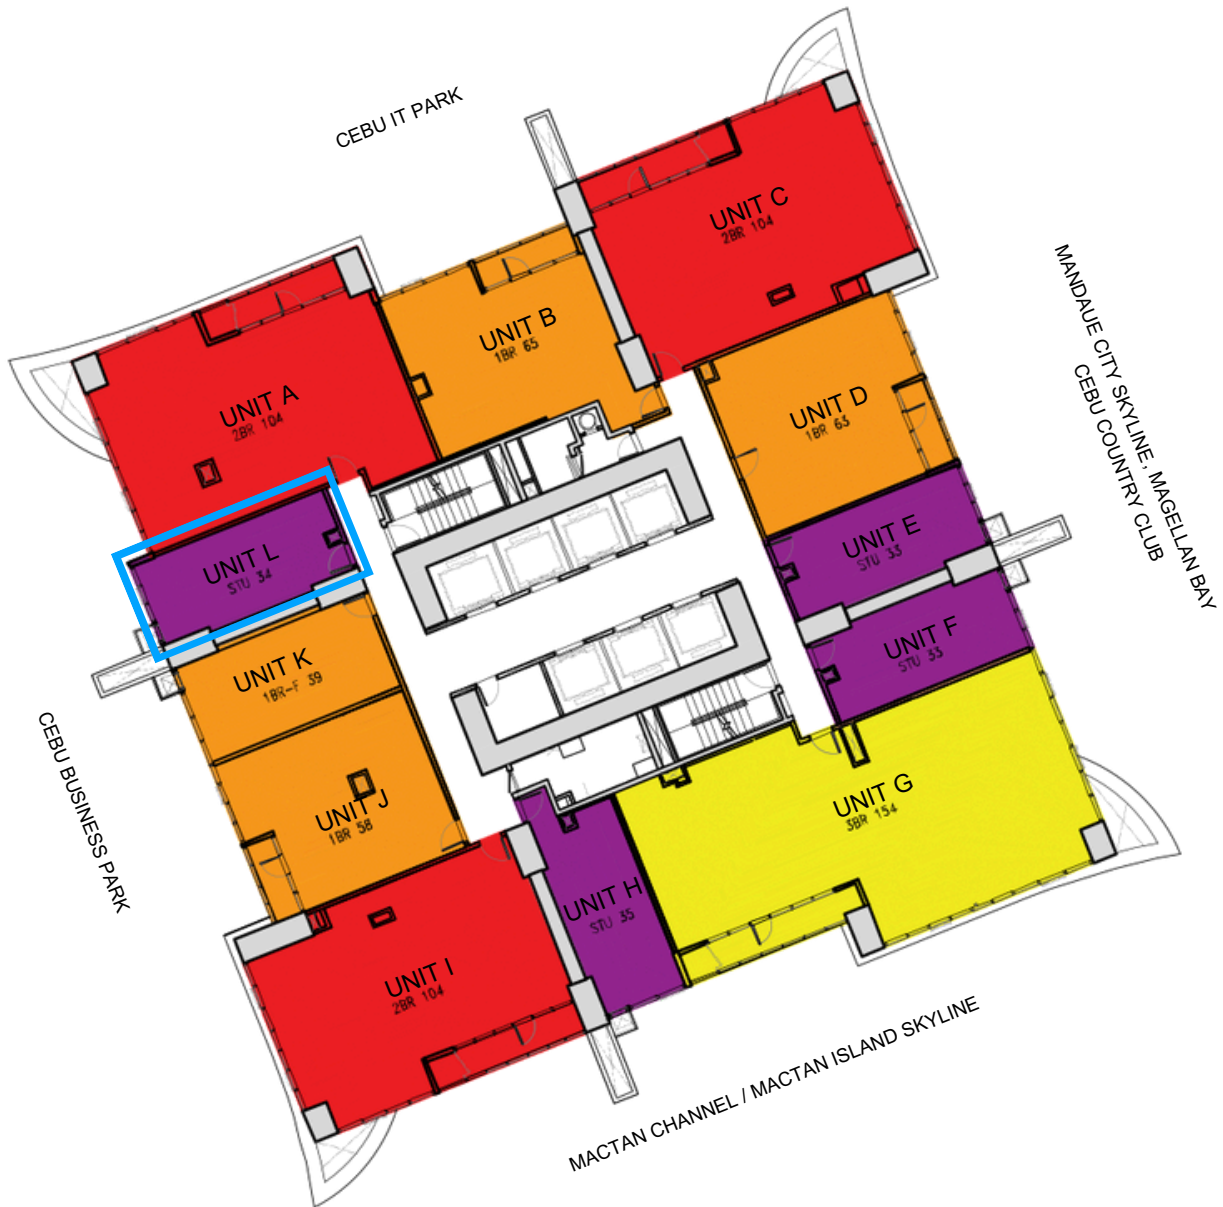 CEBU IT PARK
UNIT C
2BR 104
UNIT B
1BR 65
UNIT A
2BR 104
UNIT D
1BR 63
MANDAUE CITY SKYLINE, MAGELLAN BAY
CEBU COUNTRY CLUB
UNIT L
STU 34
UNIT E
STU 33
UNIT K
1BR-F 39
UNIT F
STU 33
UNIT J
1BR 58
UNIT G
3BR 154
CEBU BUSINESS PARK
UNIT H
STU 35
UNIT I
2BR 104
MACTAN CHANNEL / MACTAN ISLAND SKYLINE